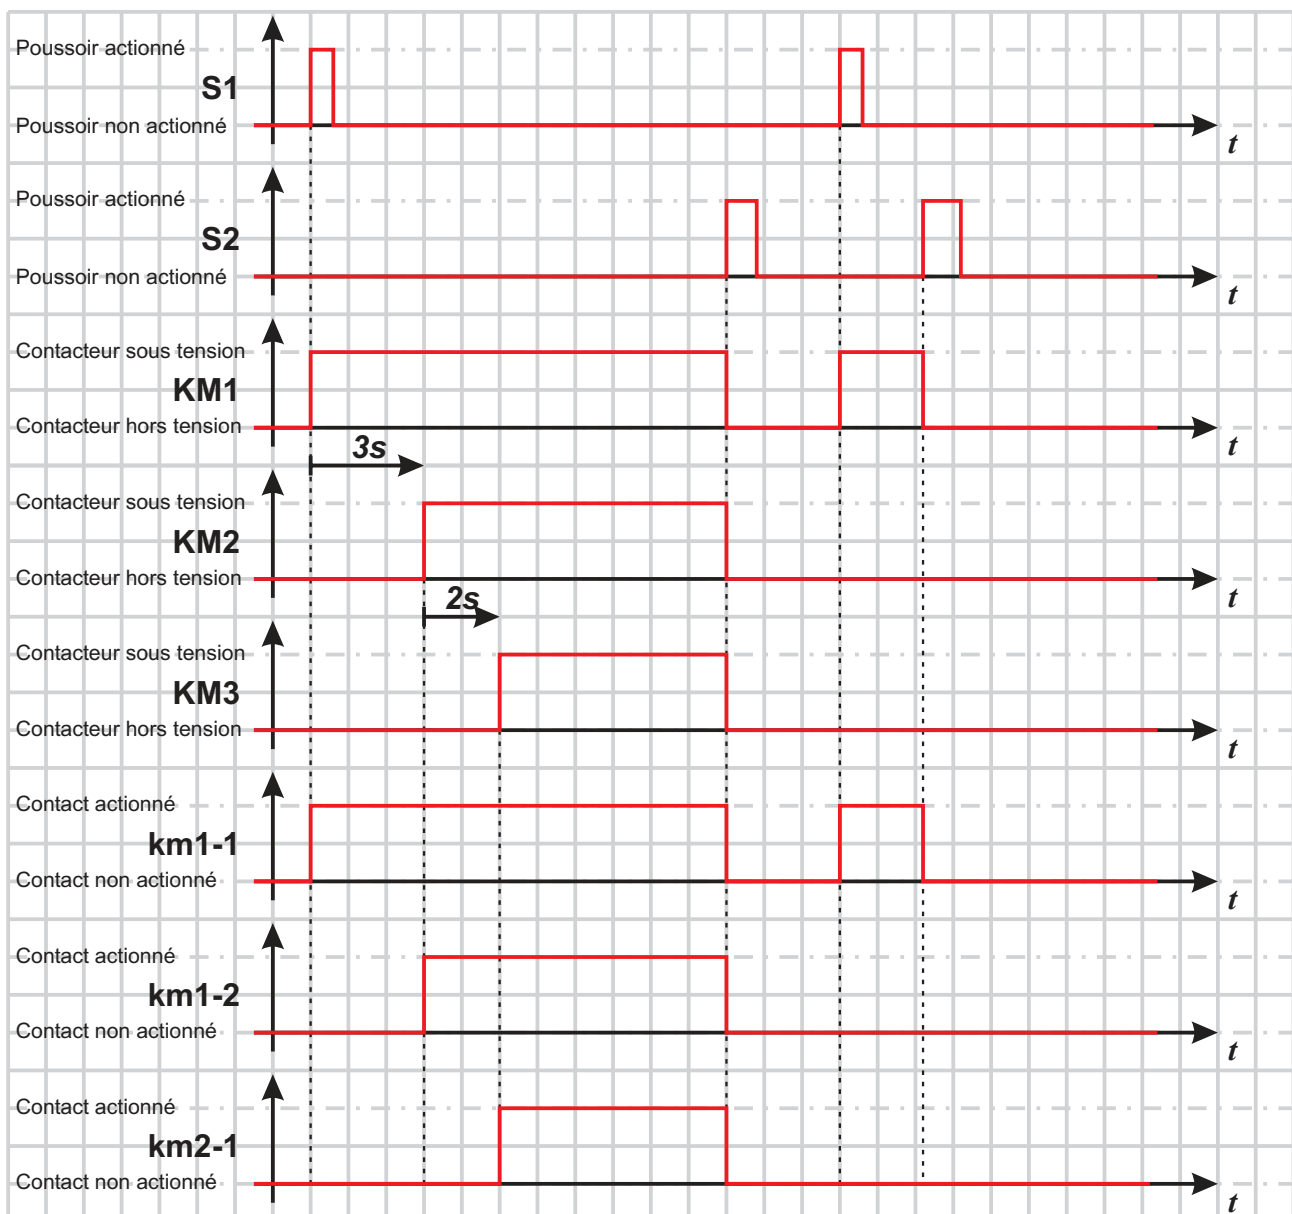 Poussoir actionné
S1
Poussoir non actionné
t
Poussoir actionné
S2
Poussoir non actionné
t
Contacteur sous tension
KM1
Contacteur hors tension
t
3s
Contacteur sous tension
KM2
Contacteur hors tension
t
2s
Contacteur sous tension
KM3
Contacteur hors tension
t
Contact actionné
km1-1
Contact non actionné
t
Contact actionné
km1-2
Contact non actionné
t
Contact actionné
km2-1
Contact non actionné
t